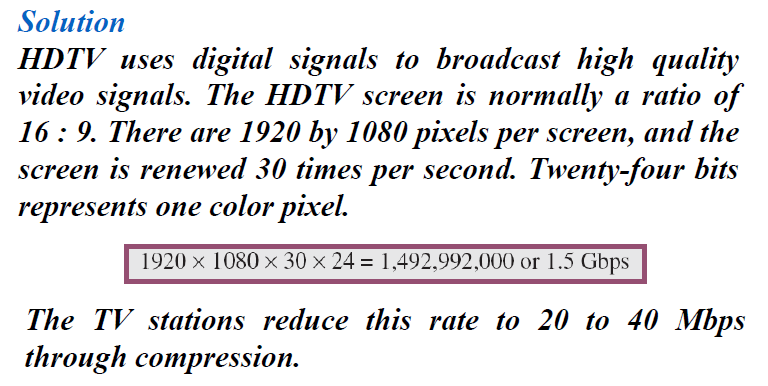 Solution
HDTV uses digital signals to broadcast high quality
video signals. The HDTV screen is normally a ratio of
16 : 9. There are 1920 by 1080 pixels per screen, and the
screen is renewed 30 times per second. Twenty-four bits
represents one color pixel.
1920 × 1080 × 30 × 24 = 1,492,992,000 or 1.5 Gbps
The TV stations reduce this rate to 20 to 40 Mbps
through compression.